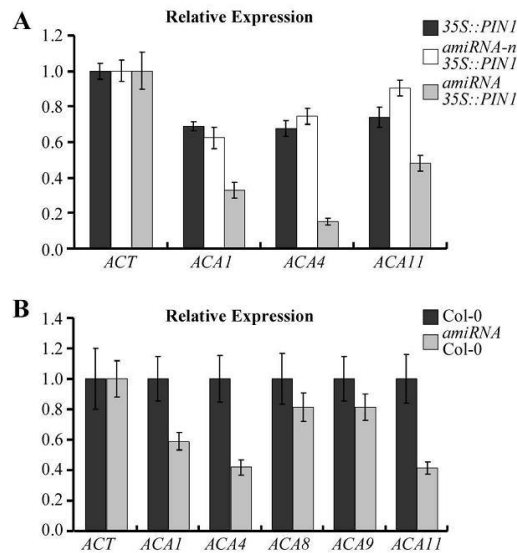 A
Relative Expression
35S::PIN1
amiRNA-n
35S::PIN1
amiRNA
35S::PIN1
1.2
1.0
0.8
0.6
0.4
0.2
0.0
ACT ACA1 ACA4 ACA11
B
Relative Expression
Col-0
amiRNA
Col-0
1.4
1.2
1.0
0.8
0.6
0.4
0.2
0.0
ACT ACA1 ACA4 ACA8 ACA9 ACA11